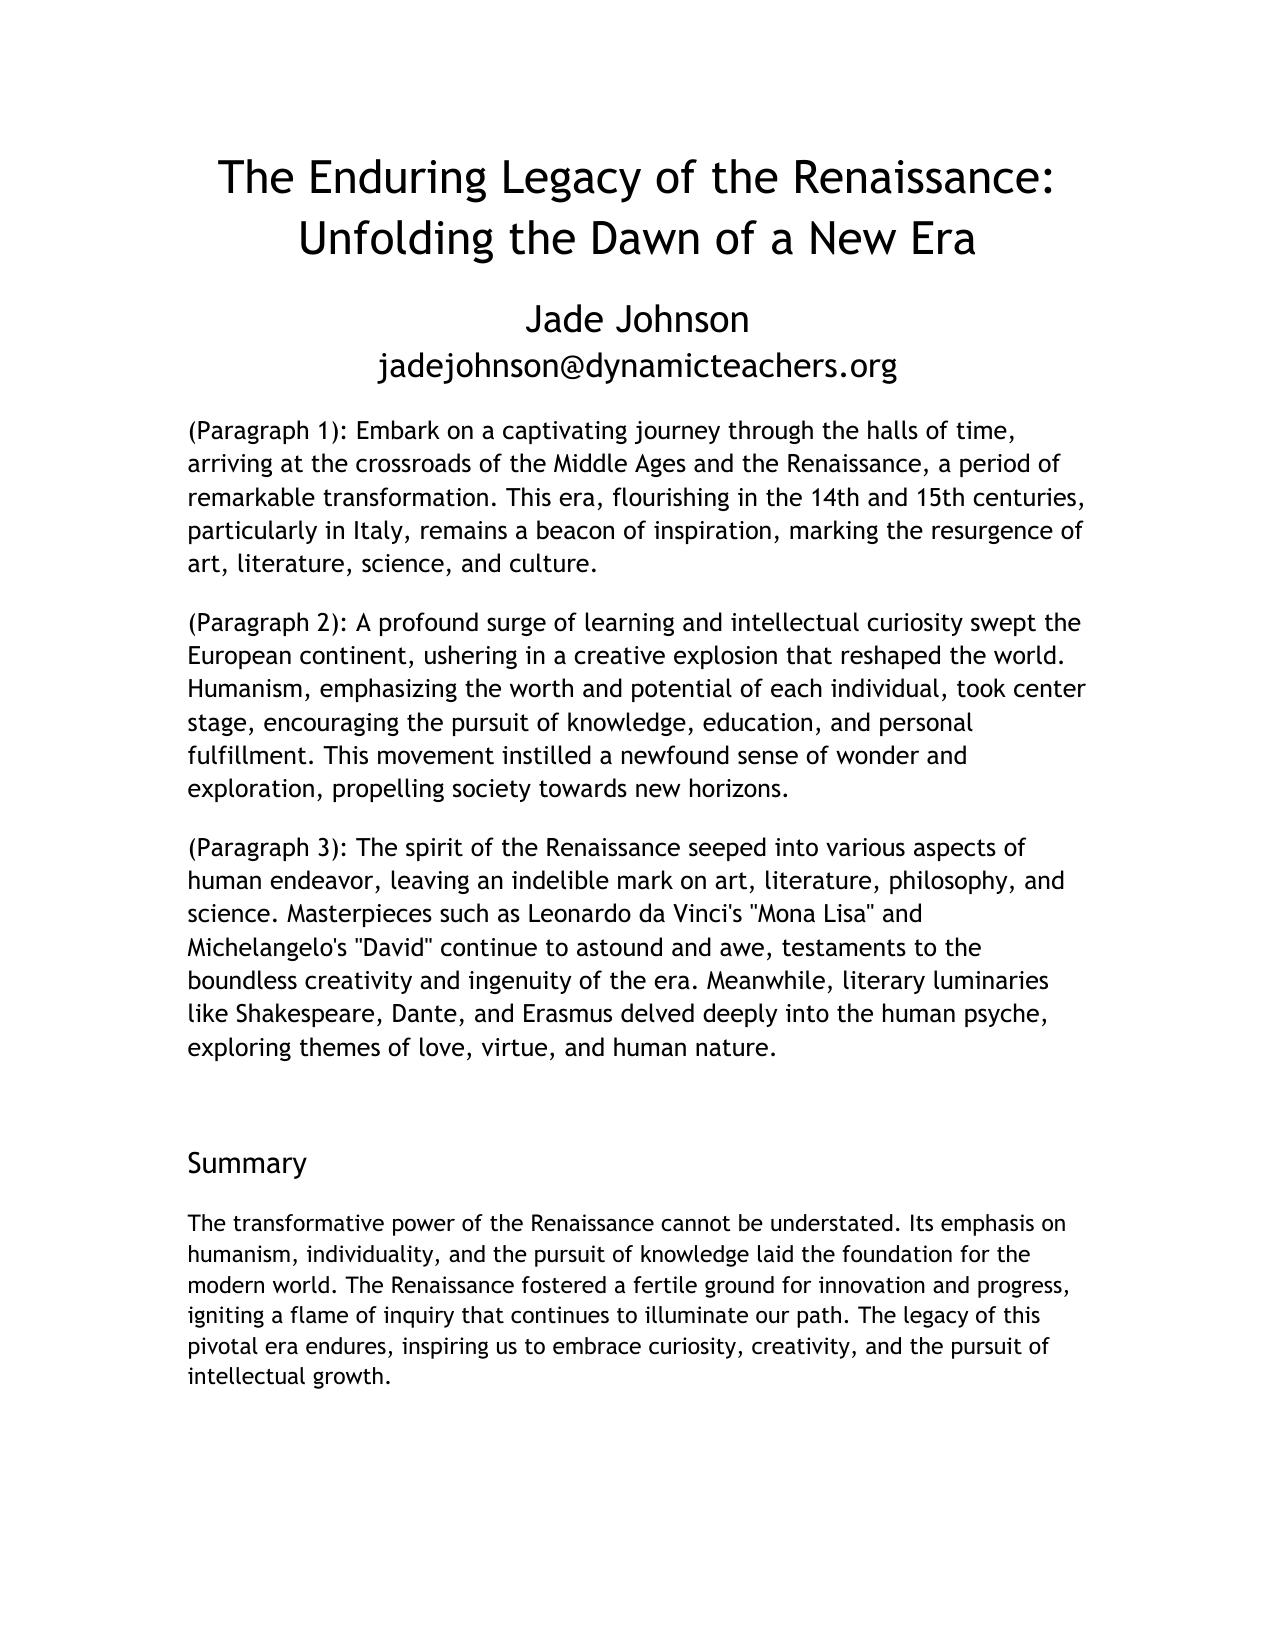 The Enduring Legacy of the Renaissance:
Unfolding the Dawn of a New Era
Jade Johnson
jadejohnson@dynamicteachers.org
(Paragraph 1): Embark on a captivating journey through the halls of time,
arriving at the crossroads of the Middle Ages and the Renaissance, a period of
remarkable transformation. This era, flourishing in the 14th and 15th centuries,
particularly in Italy, remains a beacon of inspiration, marking the resurgence of
art, literature, science, and culture.
(Paragraph 2): A profound surge of learning and intellectual curiosity swept the
European continent, ushering in a creative explosion that reshaped the world.
Humanism, emphasizing the worth and potential of each individual, took center
stage, encouraging the pursuit of knowledge, education, and personal
fulfillment. This movement instilled a newfound sense of wonder and
exploration, propelling society towards new horizons.
(Paragraph 3): The spirit of the Renaissance seeped into various aspects of
human endeavor, leaving an indelible mark on art, literature, philosophy, and
science. Masterpieces such as Leonardo da Vinci's "Mona Lisa" and
Michelangelo's "David" continue to astound and awe, testaments to the
boundless creativity and ingenuity of the era. Meanwhile, literary luminaries
like Shakespeare, Dante, and Erasmus delved deeply into the human psyche,
exploring themes of love, virtue, and human nature.
Summary
The transformative power of the Renaissance cannot be understated. Its emphasis on
humanism, individuality, and the pursuit of knowledge laid the foundation for the
modern world. The Renaissance fostered a fertile ground for innovation and progress,
igniting a flame of inquiry that continues to illuminate our path. The legacy of this
pivotal era endures, inspiring us to embrace curiosity, creativity, and the pursuit of
intellectual growth.